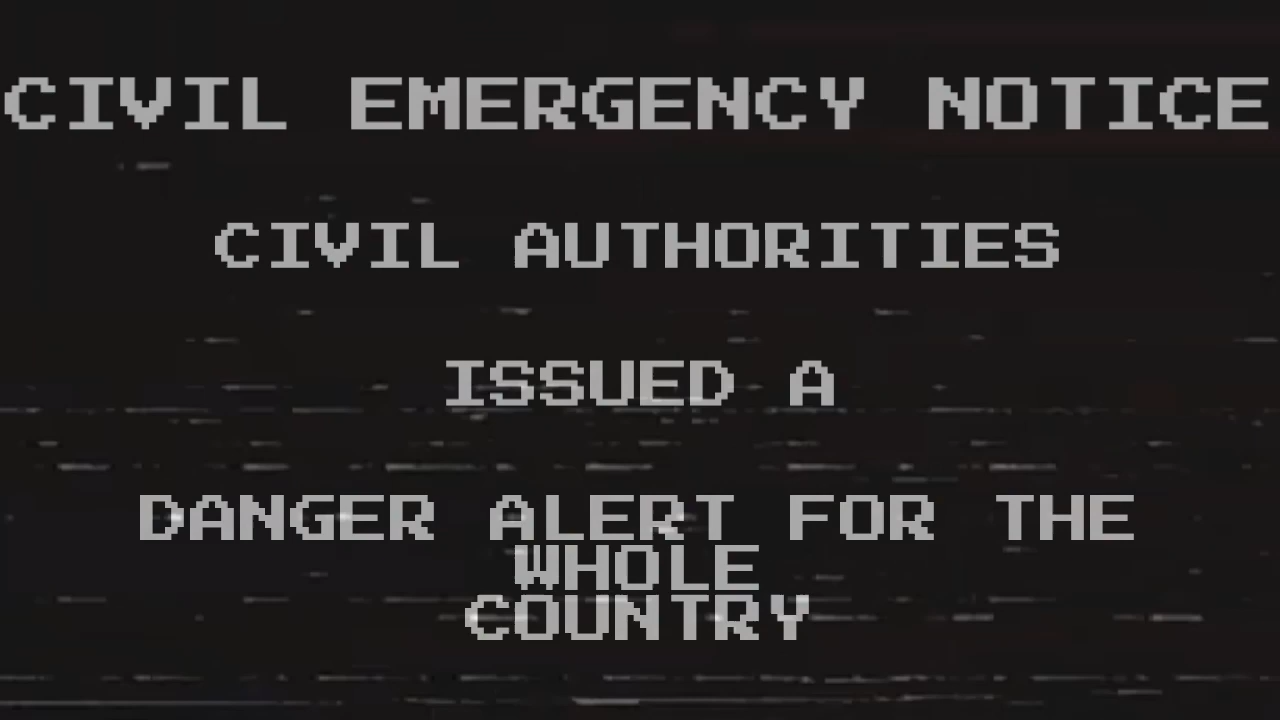 CIVIL EMERGENCY NOTICE
CIVIL AUTHORITIES
ISSUED A
DANGER ALERT FOR THE
WHOLE
COUNTRY